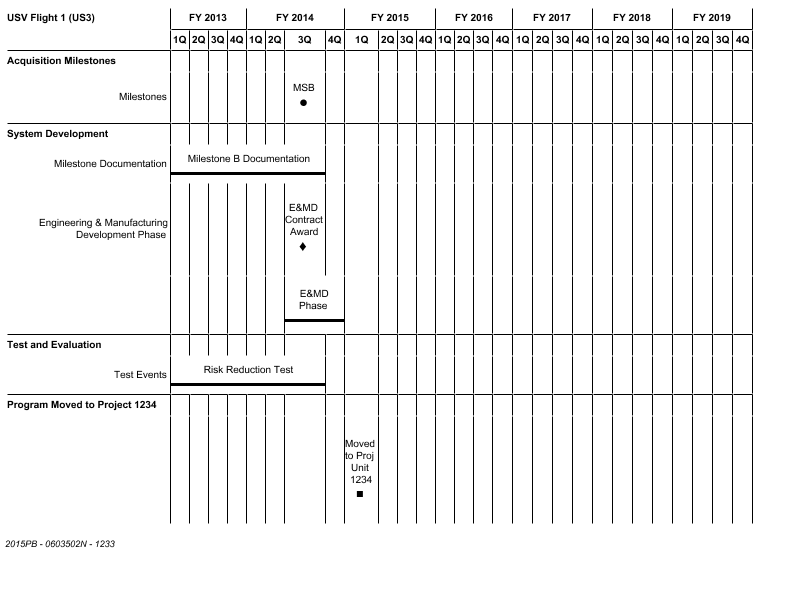 USV Flight 1 (US3) FY 2013 FY 2014 FY 2015 FY 2016 FY 2017 FY 2018 FY 2019
1Q 2Q 3Q 4Q 1Q 2Q 3Q 4Q 1Q 2Q 3Q 4Q 1Q 2Q 3Q 4Q 1Q 2Q 3Q 4Q 1Q 2Q 3Q 4Q 1Q 2Q 3Q 4Q
Acquisition Milestones
MSB
Milestones
System Development
Milestone B Documentation
Milestone Documentation
E&MD
Contract
Award
Engineering & Manufacturing
Development Phase
E&MD
Phase
Test and Evaluation
Risk Reduction Test
Test Events
Program Moved to Project 1234
Moved
to Proj
Unit
1234
2015PB - 0603502N - 1233